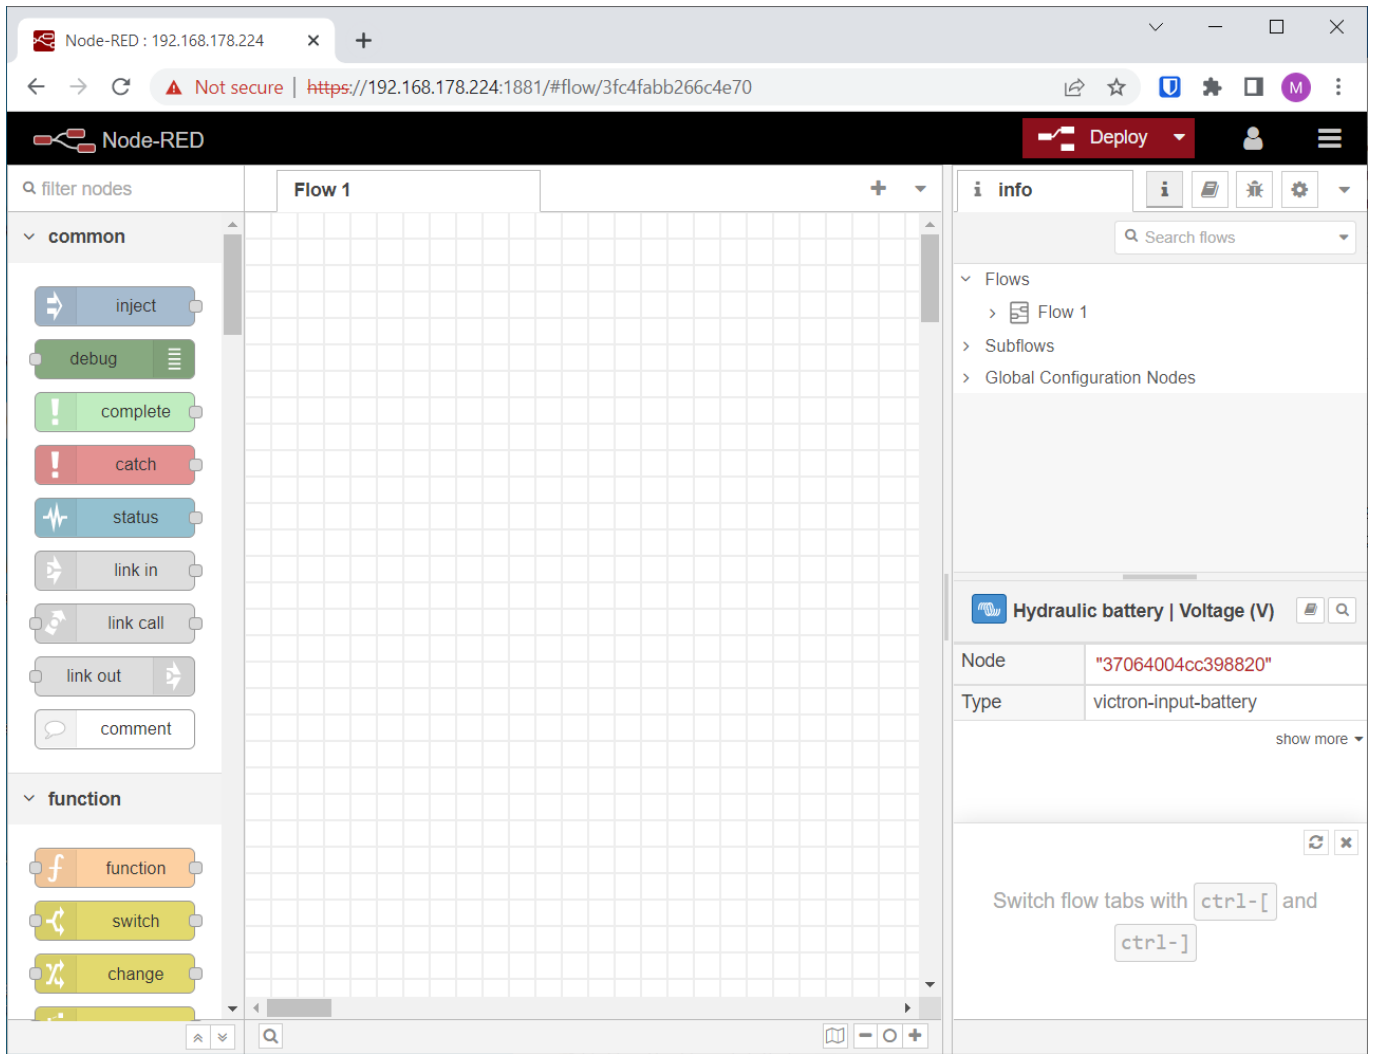 Node-RED : 192.168.178.224
Not secure | https://192.168.178.224:1881/#flow/3fc4fabb266c4e70
M
Node-RED
Deploy
filter nodes
Flow 1
info
Search flows
common
inject
debug
complete
catch
status
link in
link call
link out
comment
function
function
switch
change
Flows
Flow 1
Subflows
Global Configuration Nodes
Hydraulic battery | Voltage (V)
Node "37064004cc398820"
Type victron-input-battery
show more
Switch flow tabs with ctrl-[ and
ctrl-]